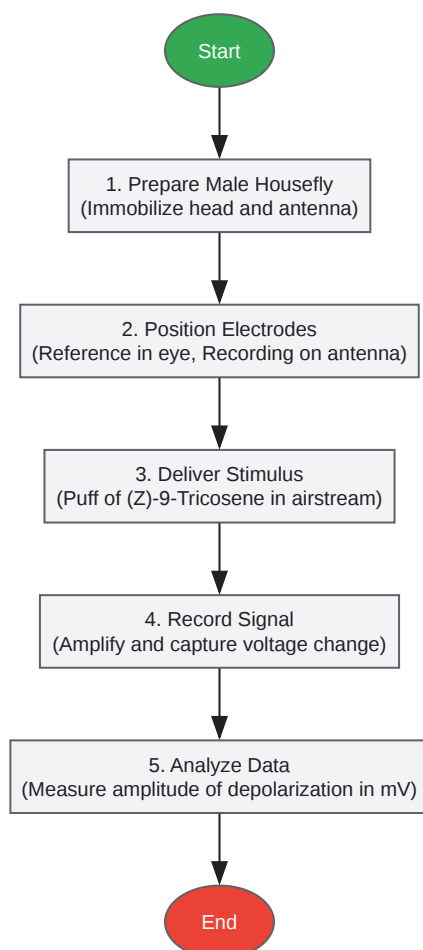 Start
1. Prepare Male Housefly
(Immobilize head and antenna)
2. Position Electrodes
(Reference in eye, Recording on antenna)
3. Deliver Stimulus
(Puff of (Z)-9-Tricosene in airstream)
4. Record Signal
(Amplify and capture voltage change)
5. Analyze Data
(Measure amplitude of depolarization in mV)
End